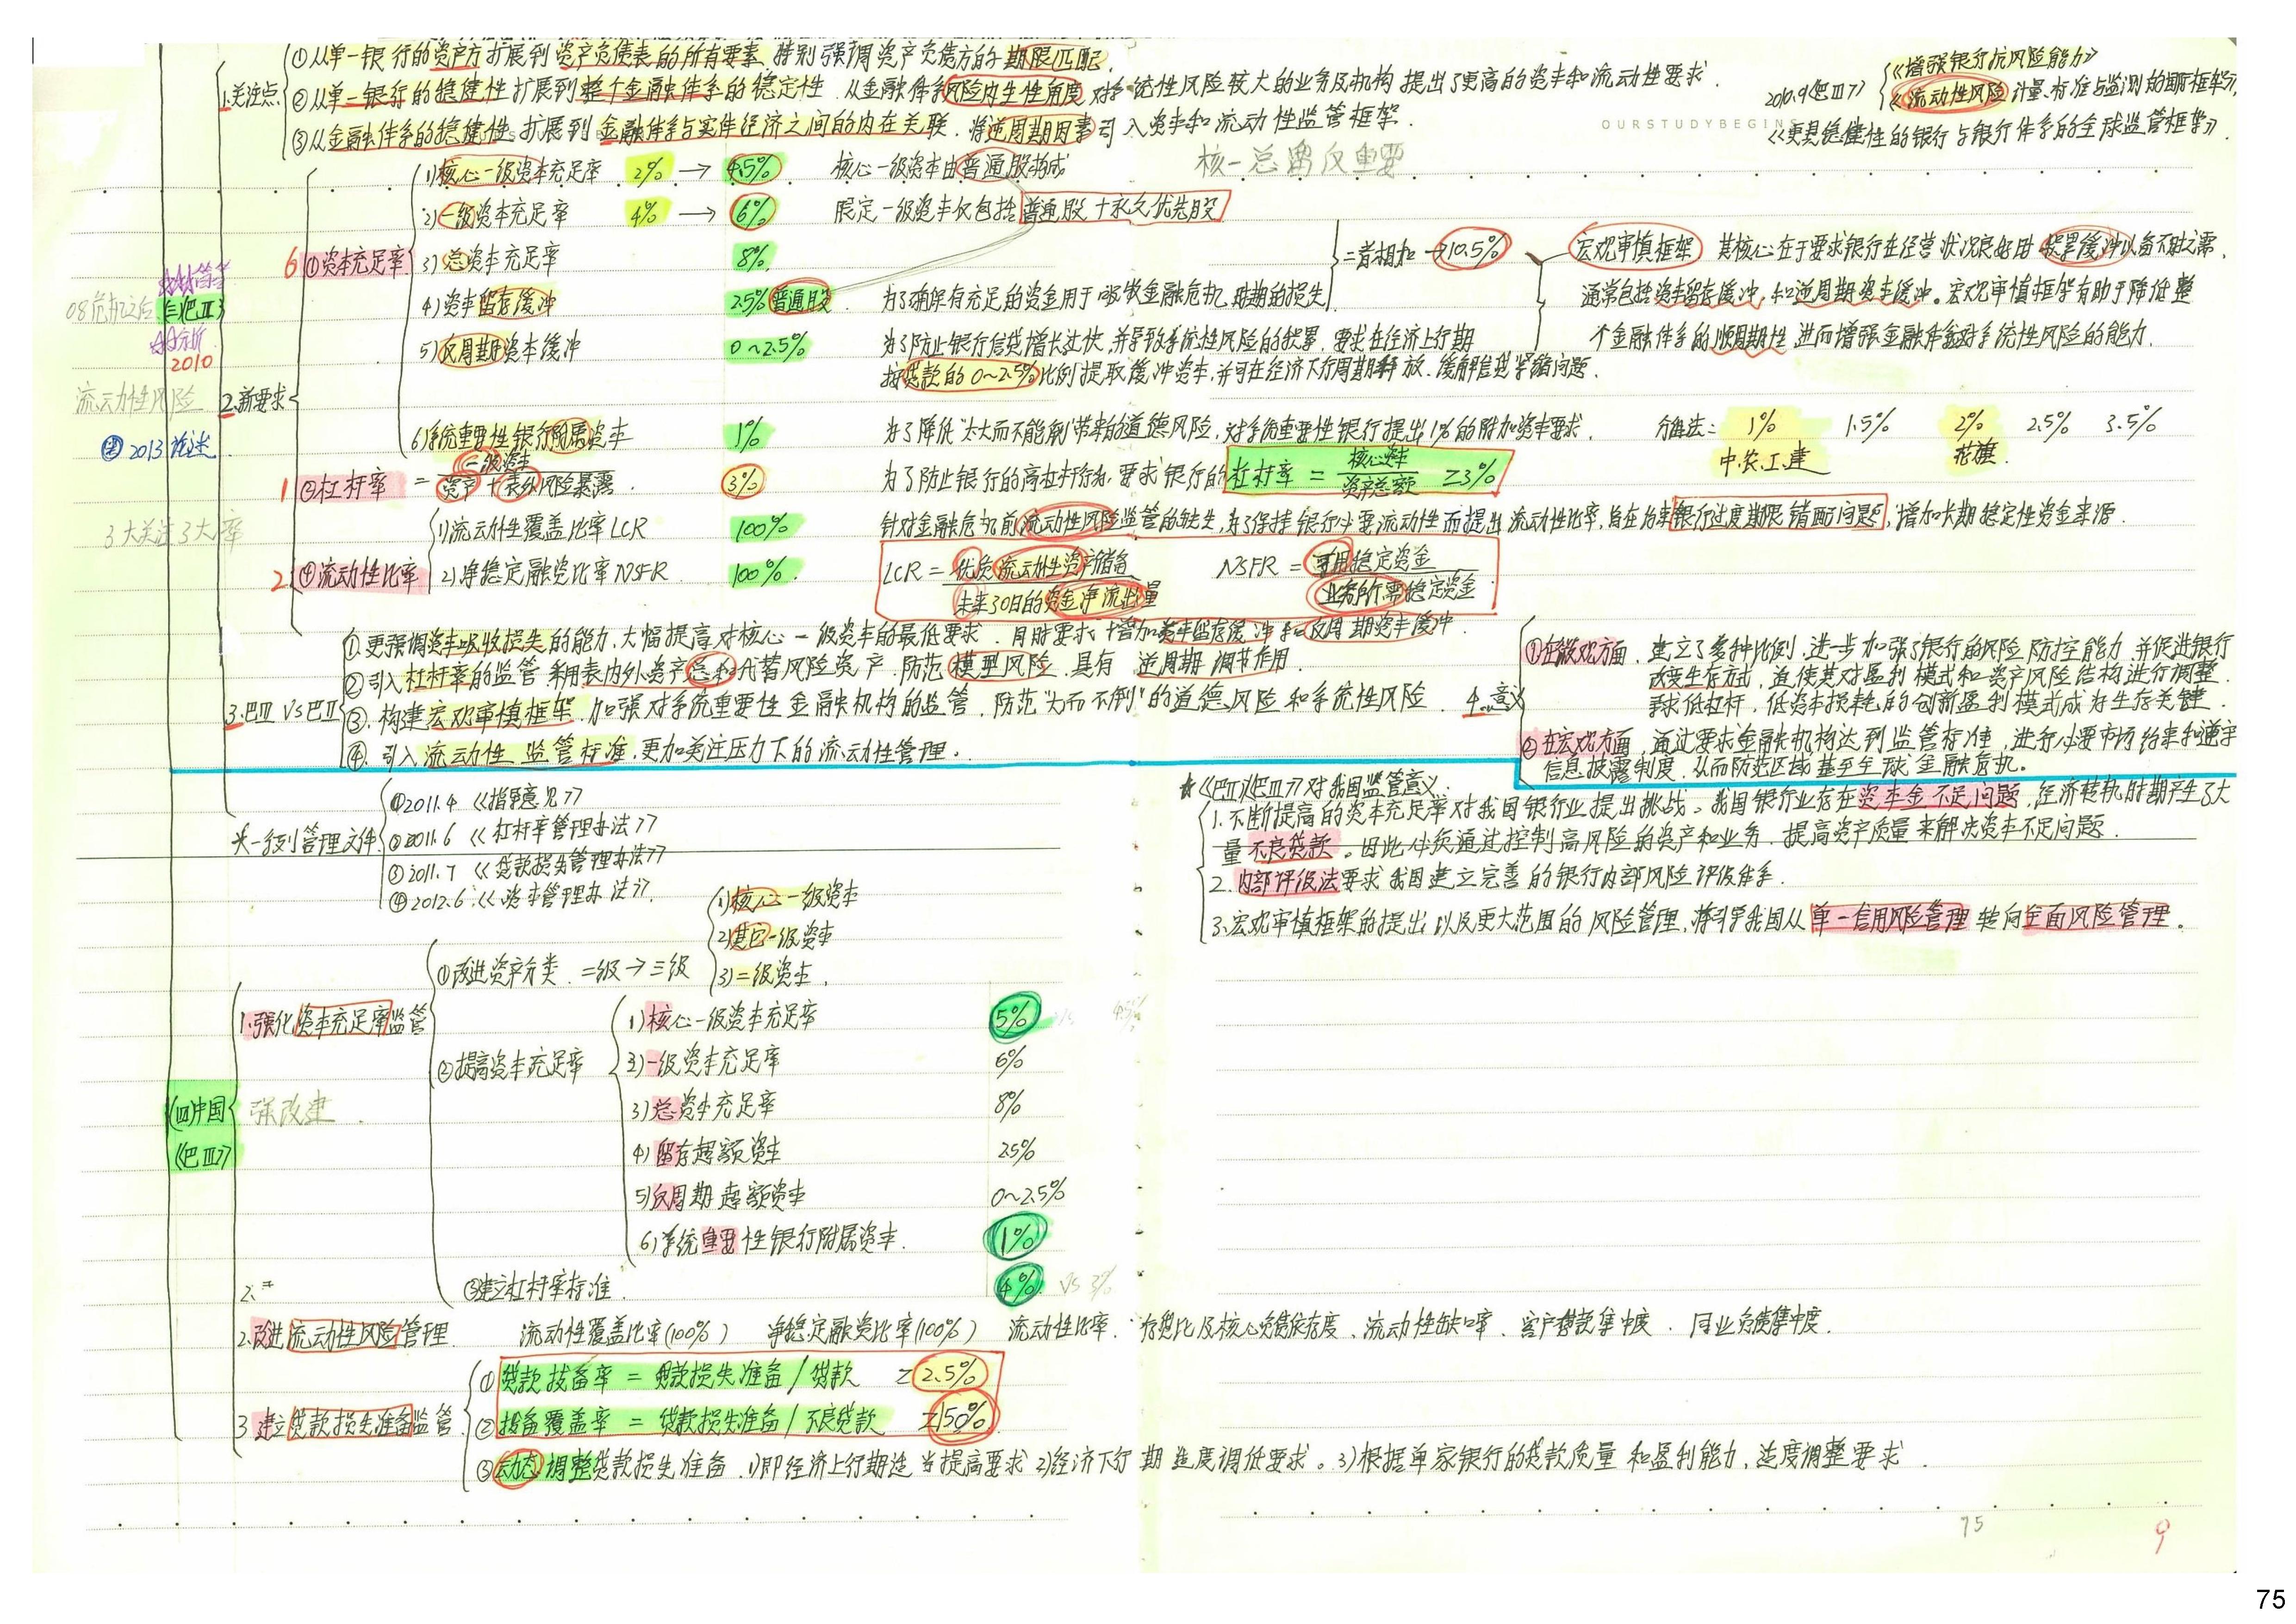 ①从单一银行的资产方扩展到资产负债表的所有要素,特别强调资产负债方的期限匹配.
1.关注点 ②从单一银行的稳健性扩展到整个金融体系的稳定性.从金融体系风险内生性角度 对系统性风险较大的业务及机构提出了更高的资本和流动性要求.
③从金融体系的稳健性扩展到金融体系与实体经济之间的内在关联.将逆周期因素引入资本和流动性监管框架.
2010.9《巴Ⅲ》
《增强银行抗风险能力》
《流动性风险计量、标准与监测的国际框架》,
《更具稳健性的银行与银行体系的全球监管框架》.
OURSTUDYBEGINS
核一总留反重要
08危机之后 (三)《巴Ⅲ》
2010
流动性风险
2013论述
3大关注3大率
2.新要求
6 ①资本充足率
1)核心一级资本充足率 2% → 4.5% 核心一级资本由普通股构成
2)一级资本充足率 4% → 6% 限定一级资本仅包括普通股+永久优先股
3)总资本充足率 8%
4)资本留存缓冲 2.5%普通股. 为了确保有充足的资金用于吸收金融危机时期的损失
二者相加→10.5%
宏观审慎框架 其核心在于要求银行在经营状况良好时积累缓冲以备不时之需,
通常包括资本留存缓冲,和逆周期资本缓冲。宏观审慎框架有助于降低整
个金融体系的顺周期性 进而增强金融体系对系统性风险的能力.
5)反周期资本缓冲 0~2.5% 为了防止银行信贷增长过快,并导致系统性风险的积累,要求在经济上行期
按贷款的0~2.5%比例提取缓冲资本,并可在经济下行周期释放.缓解信贷紧缩问题.
6)系统重要性银行附属资本 1% 为了降低“太大而不能倒”带来的道德风险,对系统重要性银行提出1%的附加资本要求.
分组法: 1% 1.5% 2% 2.5% 3.5%
中.农.工.建 花旗.
1 ②杠杆率 = 一级资本 / 资产+表外风险暴露. 3% 为了防止银行的高杠杆行为,要求银行的杠杆率 = 核心资本 / 资产总额 ≥3%
2 ④流动性比率
1)流动性覆盖比率LCR 100% 针对金融危机前流动性风险监管的缺失,为了保持银行必要流动性而提出流动性比率,旨在约束银行过度期限错配问题,增加长期稳定性资金来源.
2)净稳定融资比率NSFR. 100%. LCR = 优质流动性资产储备 / 未来30日的资金净流出量 NSFR = 可用稳定资金 / 业务所需稳定资金
3.巴Ⅲ VS 巴Ⅱ
①更强调资本吸收损失的能力,大幅提高对核心一级资本的最低要求.同时要求增加资本留存缓冲和反周期资本缓冲.
②引入杠杆率的监管 采用表内外资产总和代替风险资产.防范模型风险.具有 逆周期调节作用.
③.构建宏观审慎框架.加强对系统重要性金融机构的监管,防范“大而不倒”的道德风险和系统性风险.
④.引入流动性 监管标准.更加关注压力下的流动性管理.
4.意义
①在微观方面.建立了多种比例,进一步加强了银行的风险防控能力 并促进银行
改变生存方式,迫使其对盈利模式和资产风险结构进行调整.
寻求低杠杆,低资本损耗的创新盈利模式成为生存关键.
②在宏观方面,通过要求金融机构达到监管标准,进行必要市场约束和遵守
信息披露制度.从而防范区域甚至全球金融危机.
一系列管理文件
①2011.4 《指导意见》
②2011.6 《杠杆率管理办法》
③2011.7 《贷款损失管理办法》
④2012.6 《资本管理办法》.
★《巴Ⅱ》《巴Ⅲ》对我国监管意义.
1.不断提高的资本充足率对我国银行业提出挑战。我国银行业存在资本金不足问题,经济转轨时期产生了大
量不良贷款。因此必须通过控制高风险的资产和业务.提高资产质量来解决资本不足问题.
2.内部评级法要求我国建立完善的银行内部风险评级体系.
3.宏观审慎框架的提出以及更大范围的风险管理,将引导我国从单一信用风险管理转向全面风险管理。
(四)中国
《巴Ⅲ》
强改建.
1.强化资本充足率监管
①改进资产分类.二级→三级
1)核心一级资本
2)其它一级资本
3)二级资本.
②提高资本充足率
1)核心一级资本充足率 5%
2)一级资本充足率 6%
3)总资本充足率 8%
4)留存超额资本 2.5%
5)反周期超额资本 0~2.5%
6)系统重要性银行附属资本. 1%
③建立杠杆率标准. 4% VS 3%
2.
2.改进流动性风险管理 流动性覆盖比率(100%) 净稳定融资比率(100%) 流动性比率. 存贷比及核心负债依存度、流动性缺口率、客户存款集中度.同业负债集中度.
3.建立贷款损失准备监管
①贷款拨备率 = 贷款损失准备/贷款 ≥2.5%
②拨备覆盖率 = 贷款损失准备/不良贷款 ≥150%
③动态调整贷款损失准备.1)即经济上行期适当提高要求 2)经济下行期适度调低要求。3)根据单家银行的贷款质量和盈利能力,适度调整要求.
75
9
75